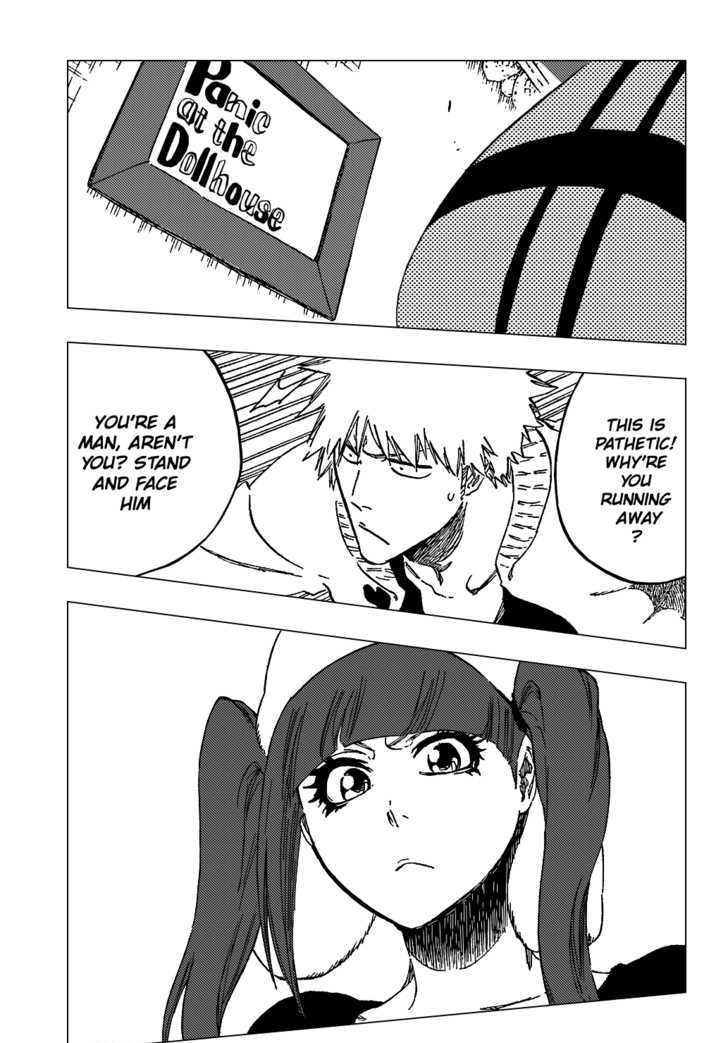 Panic
at the
Dollhouse
THIS IS
PATHETIC!
WHY'RE
YOU
RUNNING
AWAY
?
YOU'RE A
MAN, AREN'T
YOU? STAND
AND FACE
HIM